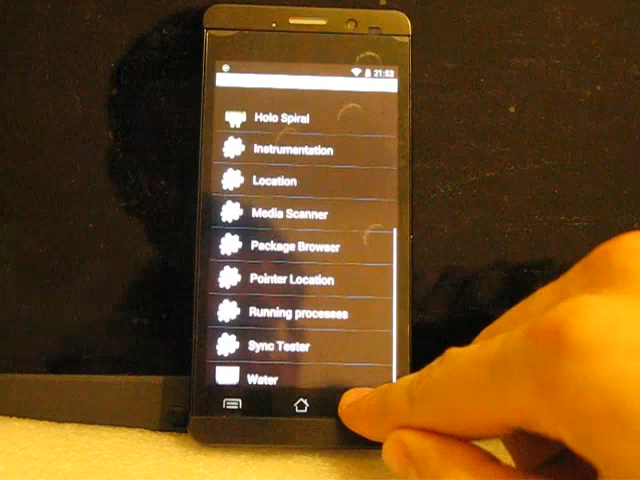 21:53
Holo Spiral
Instrumentation
Location
Media Scanner
Package Browser
Pointer Location
Running processes
Sync Tester
Water